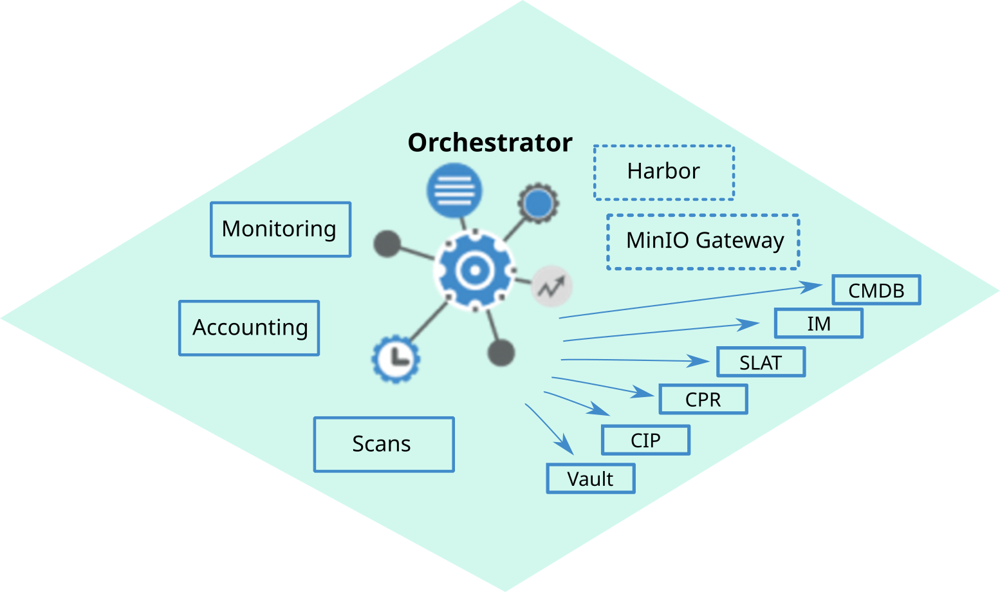 Orchestrator
Harbor
Monitoring
MinIO Gateway
CMDB
IM
Accounting
SLAT
CPR
Scans
CIP
Vault